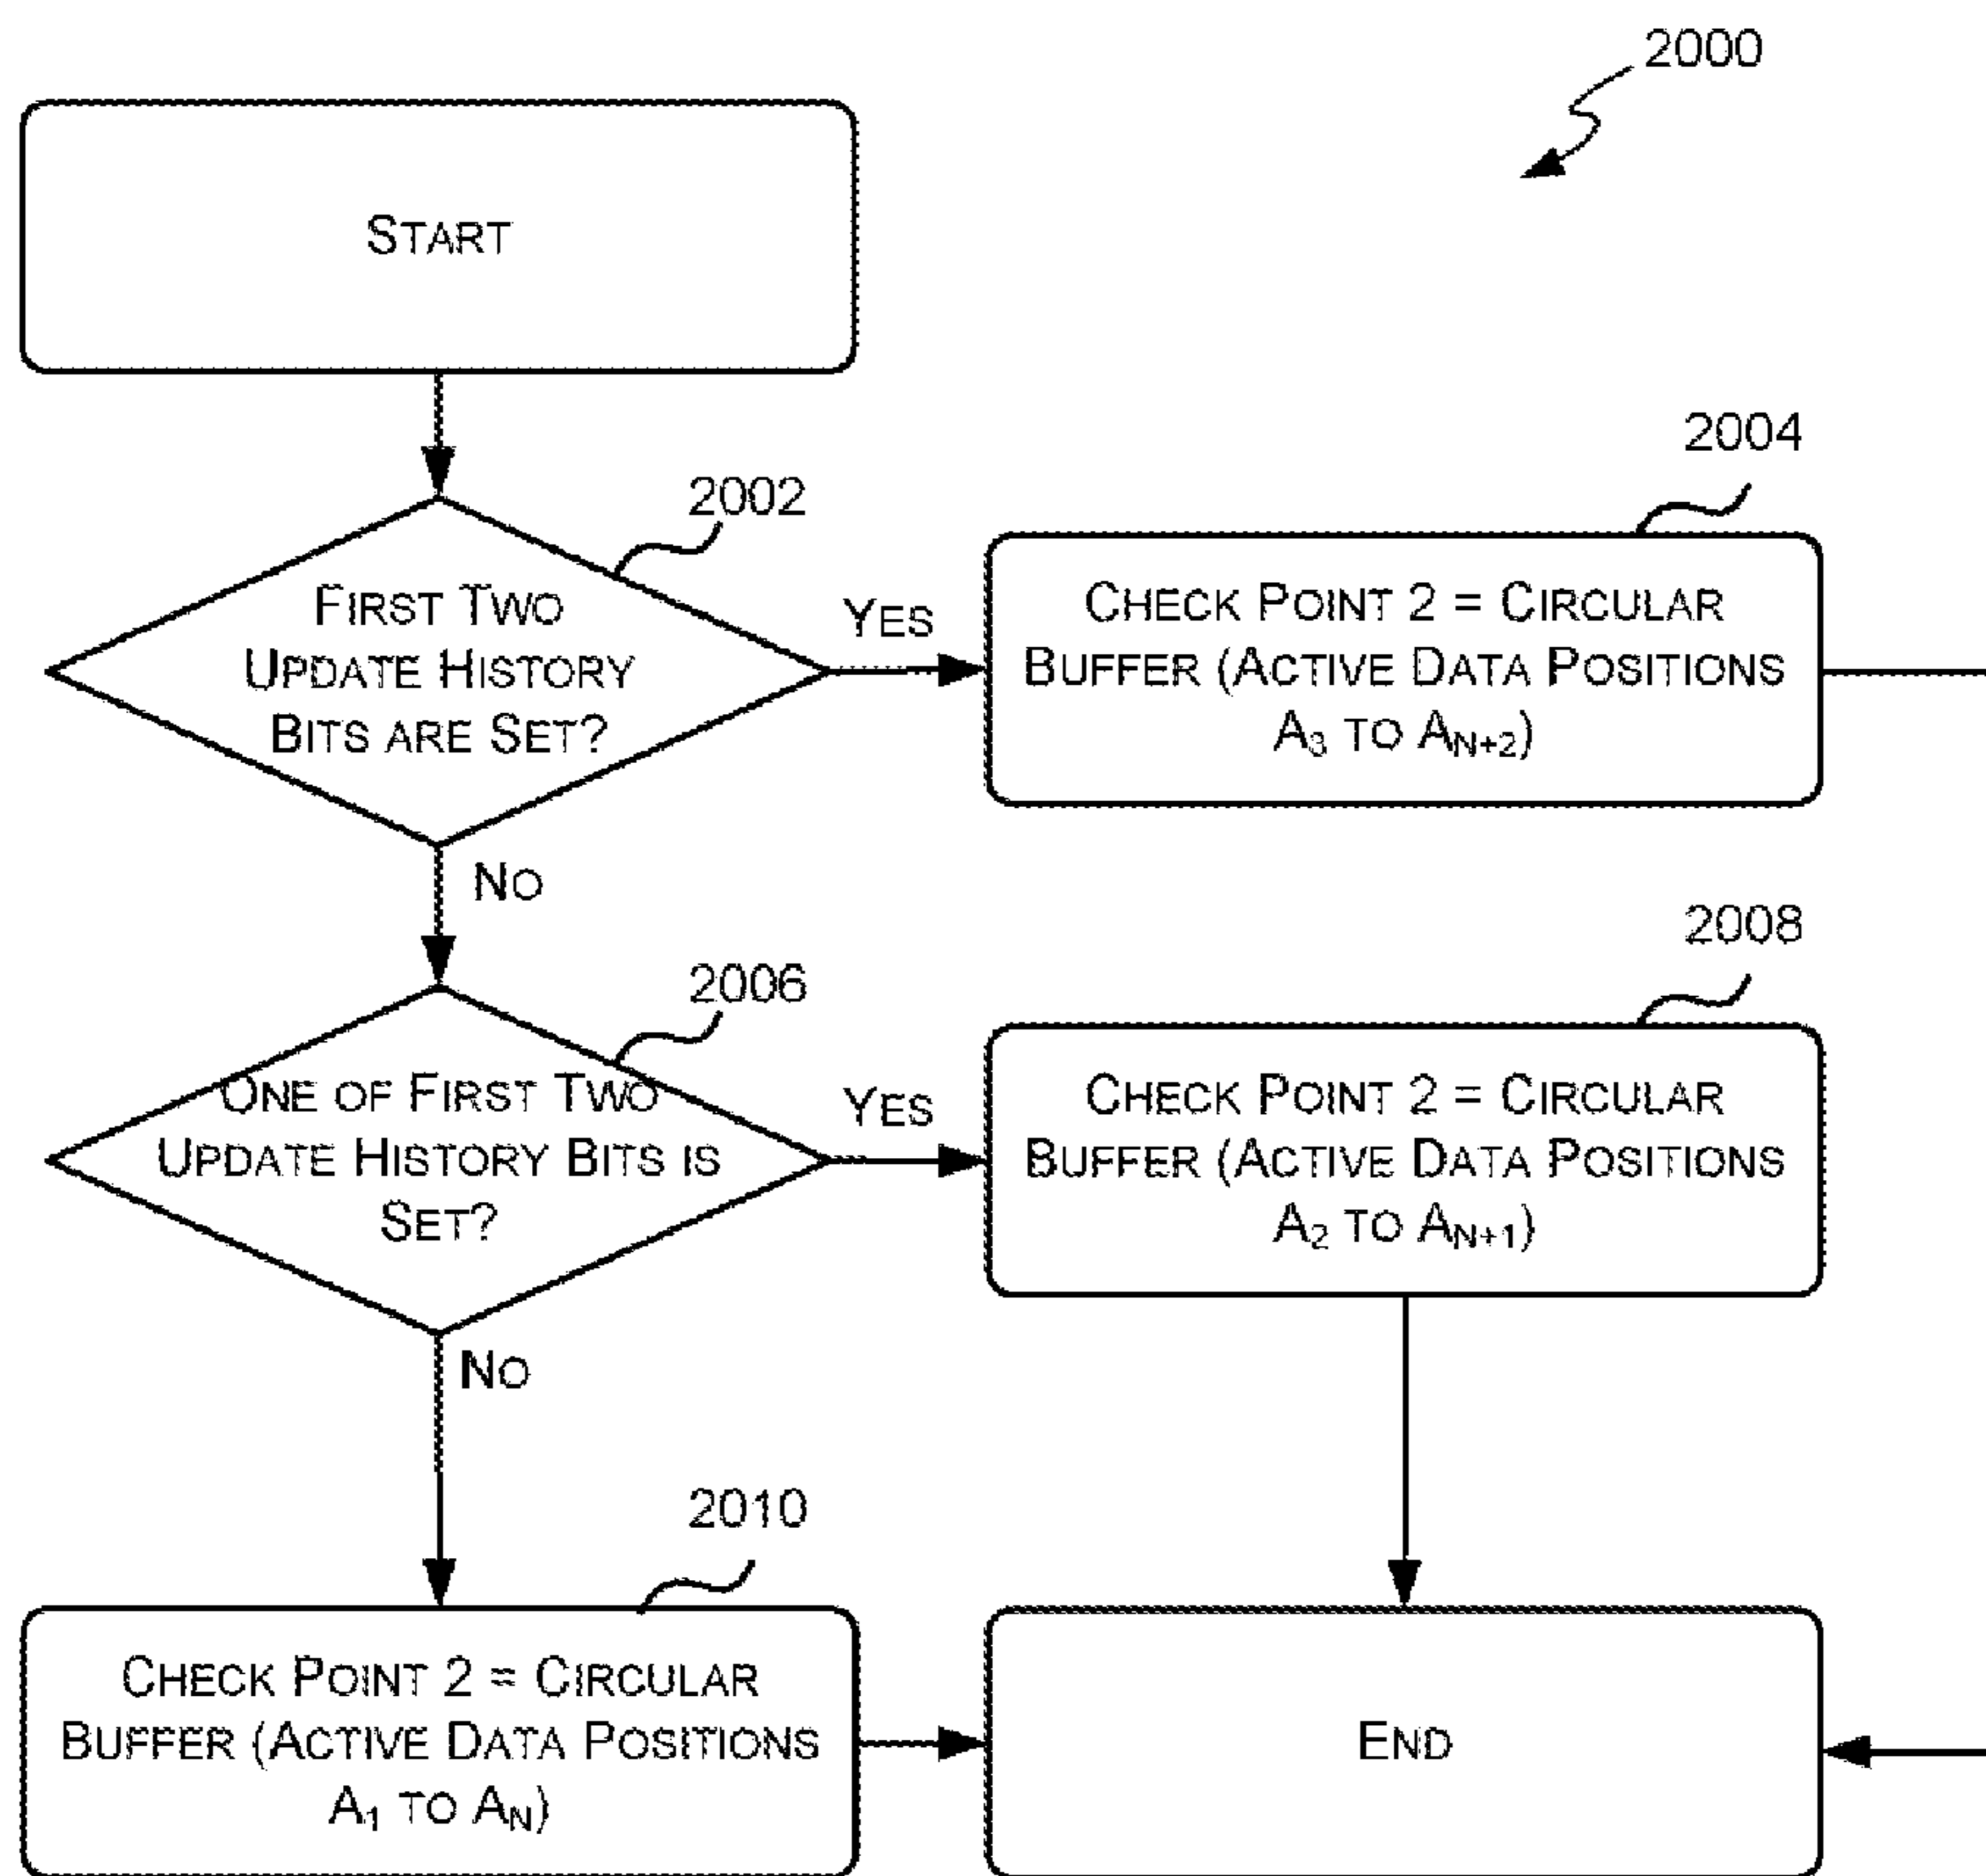 2000
START
2002
FIRST TWO
UPDATE HISTORY
BITS ARE SET?
YES
2004
CHECK POINT 2 = CIRCULAR
BUFFER (ACTIVE DATA POSITIONS
A₃ TO Aₙ₊₂)
NO
2006
ONE OF FIRST TWO
UPDATE HISTORY BITS IS
SET?
YES
2008
CHECK POINT 2 = CIRCULAR
BUFFER (ACTIVE DATA POSITIONS
A₂ TO Aₙ₊₁)
NO
2010
CHECK POINT 2 = CIRCULAR
BUFFER (ACTIVE DATA POSITIONS
A₁ TO Aₙ)
END